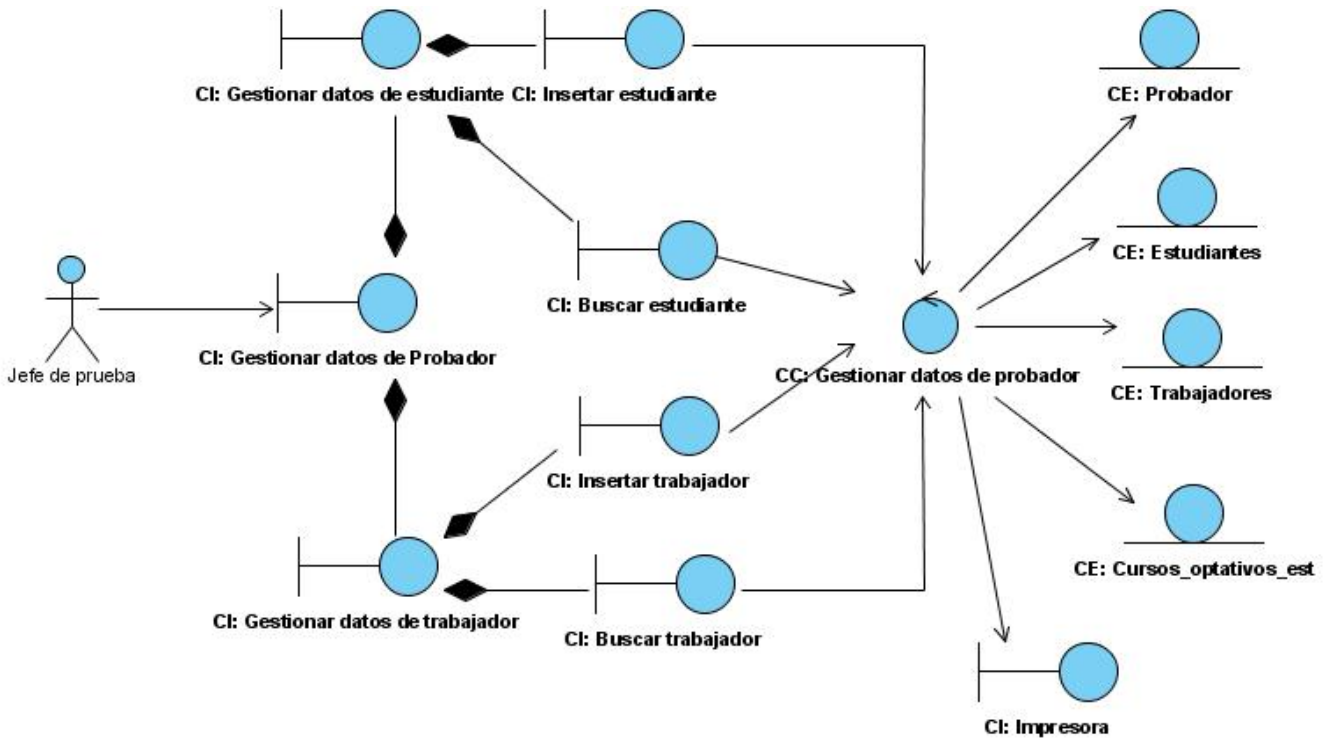 CI: Gestionar datos de estudiante
CI: Insertar estudiante
CE: Probador
CE: Estudiantes
CI: Buscar estudiante
Jefe de prueba
CI: Gestionar datos de Probador
CC: Gestionar datos de probador
CE: Trabajadores
CI: Insertar trabajador
CE: Cursos_optativos_est
CI: Gestionar datos de trabajador
CI: Buscar trabajador
CI: Impresora